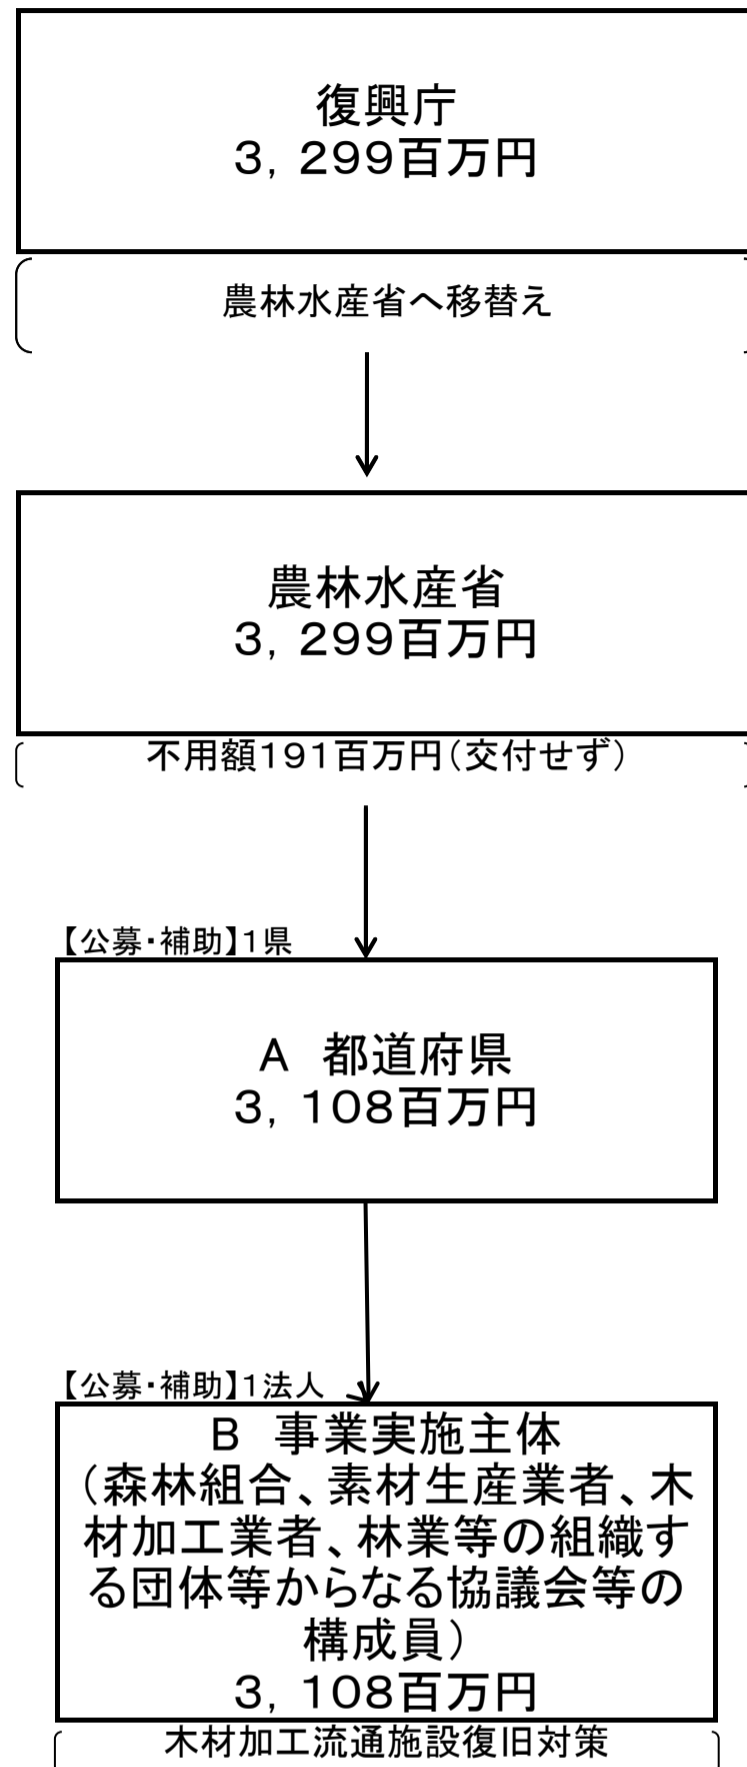 復興庁
３，２９９百万円
農林水産省へ移替え
農林水産省
３，２９９百万円
不用額１９１百万円（交付せず）
【公募・補助】１県
A　都道府県
３，１０８百万円
【公募・補助】１法人
B　事業実施主体
（森林組合、素材生産業者、木
材加工業者、林業等の組織す
る団体等からなる協議会等の
構成員）
３，１０８百万円
木材加工流通施設復旧対策